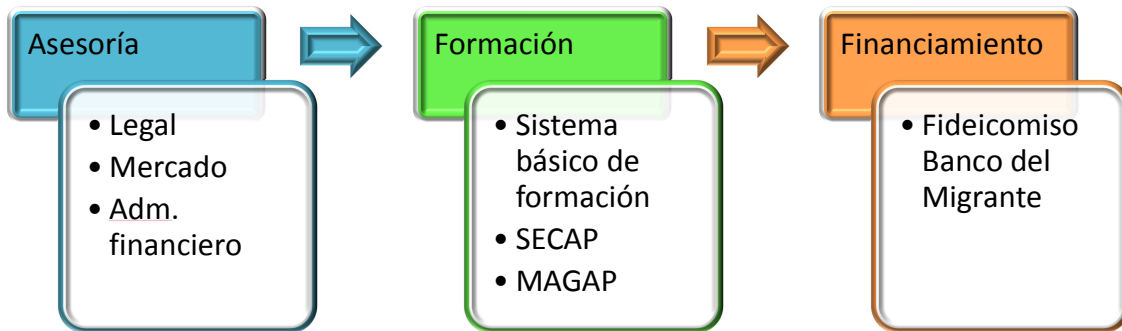 Asesoría
• Legal
• Mercado
• Adm.
financiero
Formación
• Sistema
básico de
formación
• SECAP
• MAGAP
Financiamiento
• Fideicomiso
Banco del
Migrante